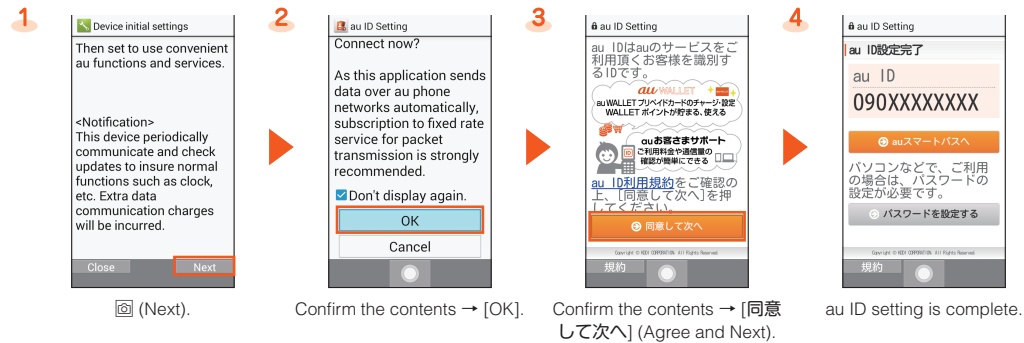 1
Device initial settings
Then set to use convenient
au functions and services.
<Notification>
This device periodically
communicate and check
updates to insure normal
functions such as clock,
etc. Extra data
communication charges
will be incurred.
Close
Next
(Next).
2
au ID Setting
Connect now?
As this application sends
data over au phone
networks automatically,
subscription to fixed rate
service for packet
transmission is strongly
recommended.
Don't display again.
OK
Cancel
Confirm the contents → [OK].
3
au ID Setting
au IDはauのサービスをご
利用頂くお客様を識別す
るIDです。
au WALLET
au WALLET プリペイドカードのチャージ・設定
WALLET ポイントが貯まる、使える
auお客さまサポート
ご利用料金や通信量の
確認が簡単にできる
au ID利用規約をご確認の
上、[同意して次へ]を押
してください。
同意して次へ
Copyright © KDDI CORPORATION All Rights Reserved
規約
Confirm the contents → [同意
して次へ] (Agree and Next).
4
au ID Setting
au ID設定完了
au ID
090XXXXXXXX
auスマートパスへ
パソコンなどで、ご利用
の場合は、パスワードの
設定が必要です。
パスワードを設定する
Copyright © KDDI CORPORATION All Rights Reserved
規約
au ID setting is complete.